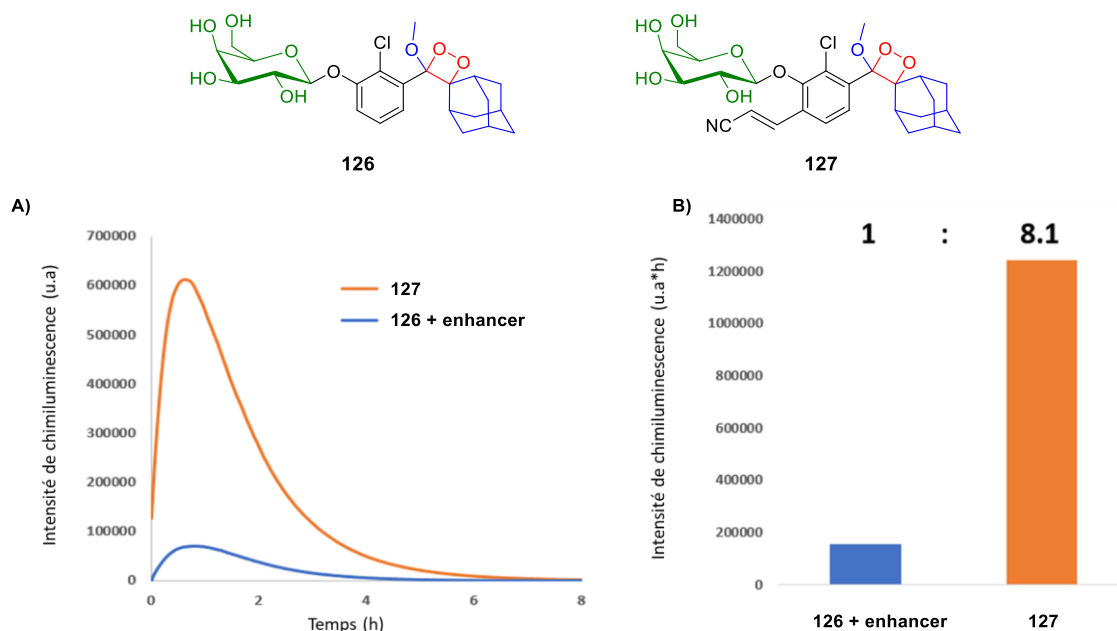 OH
HO
O
HO
OH
O
Cl
O
O
O
126
OH
HO
O
HO
OH
O
Cl
O
O
O
NC
127
A)
Intensité de chimiluminescence (u.a)
700000
600000
500000
400000
300000
200000
100000
0
0 2 4 6 8
Temps (h)
127
126 + enhancer
B)
Intensité de chimiluminescence (u.a*h)
1400000
1200000
1000000
800000
600000
400000
200000
0
1 : 8.1
126 + enhancer 127